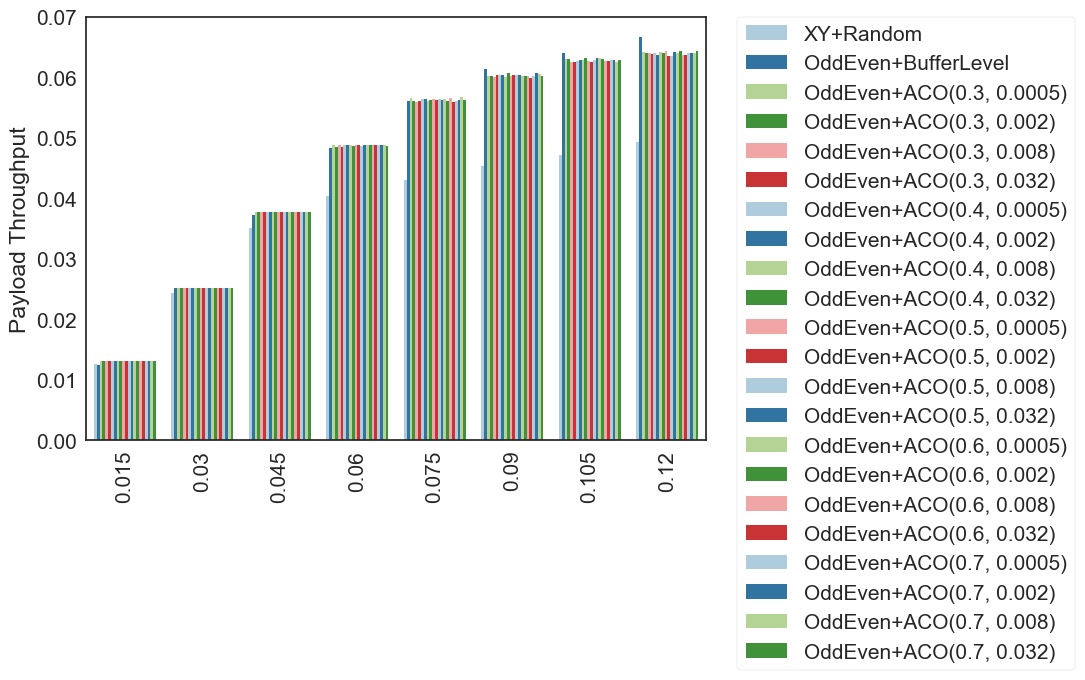 0.07
0.06
0.05
0.04
0.03
0.02
0.01
0.00
Payload Throughput
0.015
0.03
0.045
0.06
0.075
0.09
0.105
0.12
XY+Random
OddEven+BufferLevel
OddEven+ACO(0.3, 0.0005)
OddEven+ACO(0.3, 0.002)
OddEven+ACO(0.3, 0.008)
OddEven+ACO(0.3, 0.032)
OddEven+ACO(0.4, 0.0005)
OddEven+ACO(0.4, 0.002)
OddEven+ACO(0.4, 0.008)
OddEven+ACO(0.4, 0.032)
OddEven+ACO(0.5, 0.0005)
OddEven+ACO(0.5, 0.002)
OddEven+ACO(0.5, 0.008)
OddEven+ACO(0.5, 0.032)
OddEven+ACO(0.6, 0.0005)
OddEven+ACO(0.6, 0.002)
OddEven+ACO(0.6, 0.008)
OddEven+ACO(0.6, 0.032)
OddEven+ACO(0.7, 0.0005)
OddEven+ACO(0.7, 0.002)
OddEven+ACO(0.7, 0.008)
OddEven+ACO(0.7, 0.032)